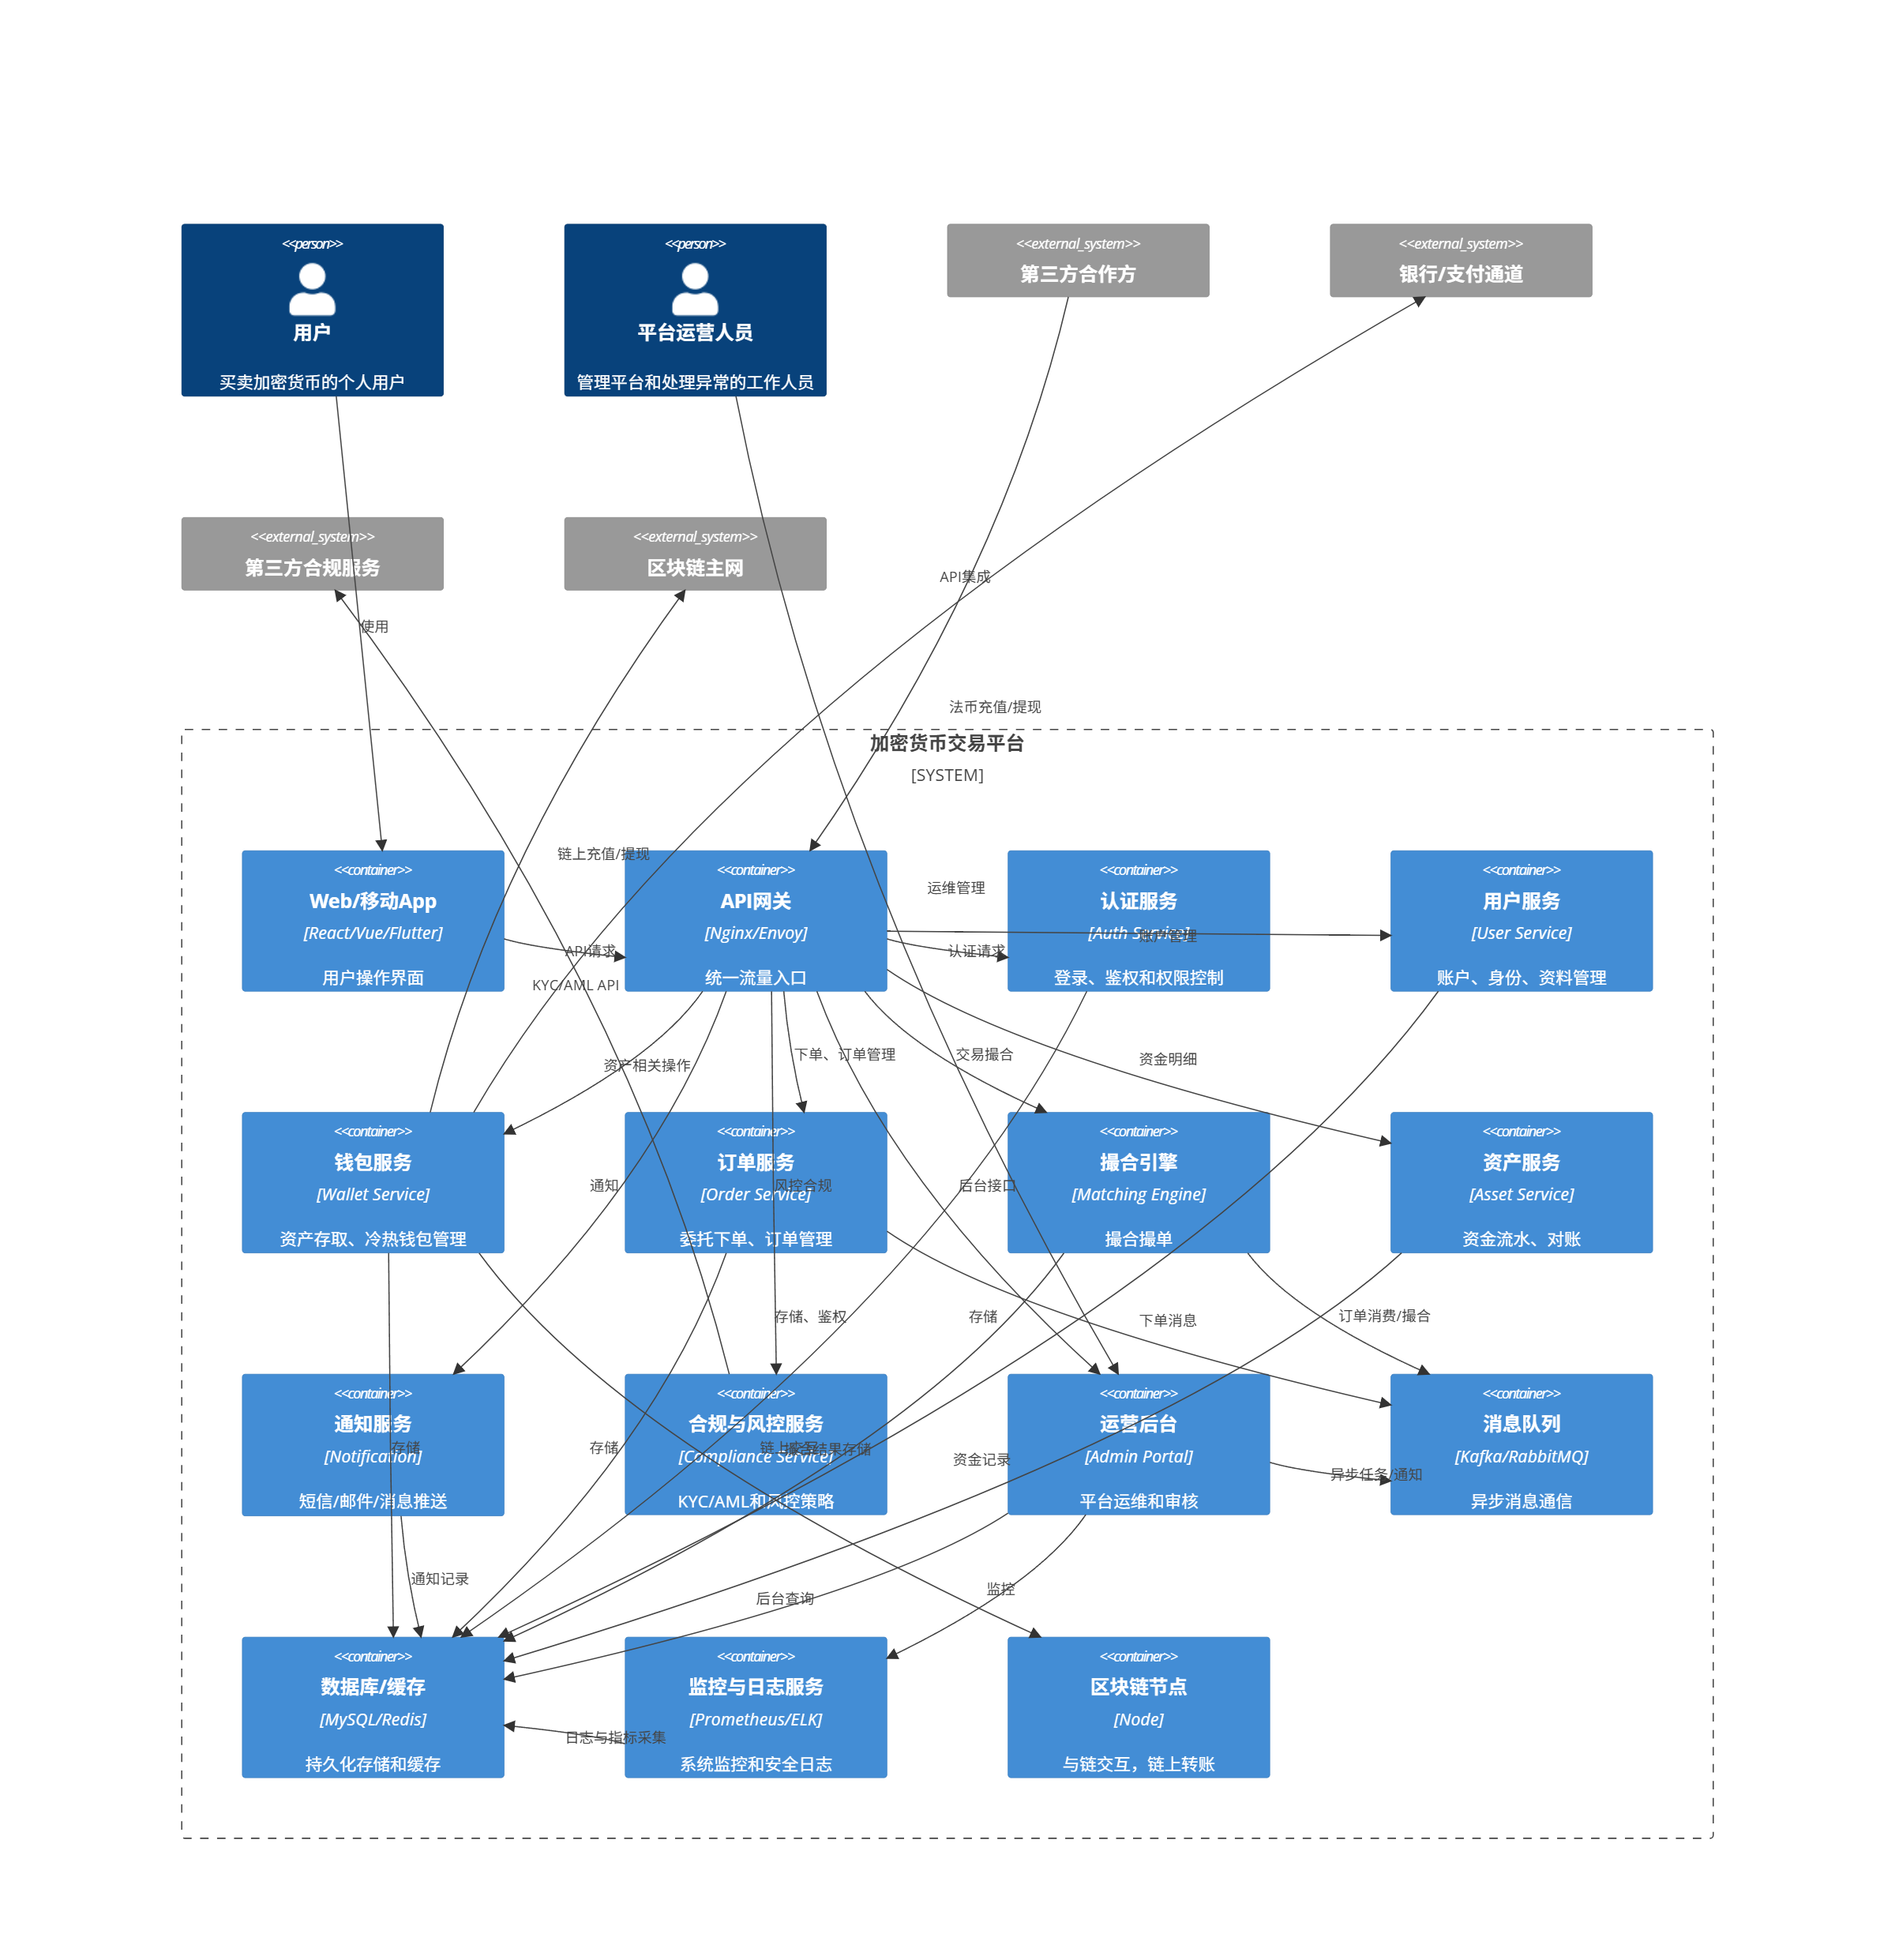 <<person>>
用户
买卖加密货币的个人用户
<<person>>
平台运营人员
管理平台和处理异常的工作人员
<<external_system>>
第三方合作方
<<external_system>>
银行/支付通道
<<external_system>>
第三方合规服务
<<external_system>>
区块链主网
API集成
使用
法币充值/提现
加密货币交易平台
[SYSTEM]
链上充值/提现
<<container>>
Web/移动App
[React/Vue/Flutter]
用户操作界面
<<container>>
API网关
[Nginx/Envoy]
统一流量入口
运维管理
<<container>>
认证服务
[Auth Service]
登录、鉴权和权限控制
<<container>>
用户服务
[User Service]
账户、身份、资料管理
API请求
认证请求
账户管理
KYC/AML API
资产相关操作
下单、订单管理
交易撮合
资金明细
<<container>>
钱包服务
[Wallet Service]
资产存取、冷热钱包管理
通知
<<container>>
订单服务
[Order Service]
委托下单、订单管理
风控合规
后台接口
<<container>>
撮合引擎
[Matching Engine]
撮合撮单
<<container>>
资产服务
[Asset Service]
资金流水、对账
存储、鉴权
存储
下单消息
订单消费/撮合
<<container>>
通知服务
[Notification]
短信/邮件/消息推送
存储
存储
<<container>>
合规与风控服务
[Compliance Service]
KYC/AML和风控策略
链上交互
撮合结果存储
资金记录
<<container>>
运营后台
[Admin Portal]
平台运维和审核
异步任务/通知
<<container>>
消息队列
[Kafka/RabbitMQ]
异步消息通信
通知记录
后台查询
监控
<<container>>
数据库/缓存
[MySQL/Redis]
持久化存储和缓存
日志与指标采集
<<container>>
监控与日志服务
[Prometheus/ELK]
系统监控和安全日志
<<container>>
区块链节点
[Node]
与链交互，链上转账